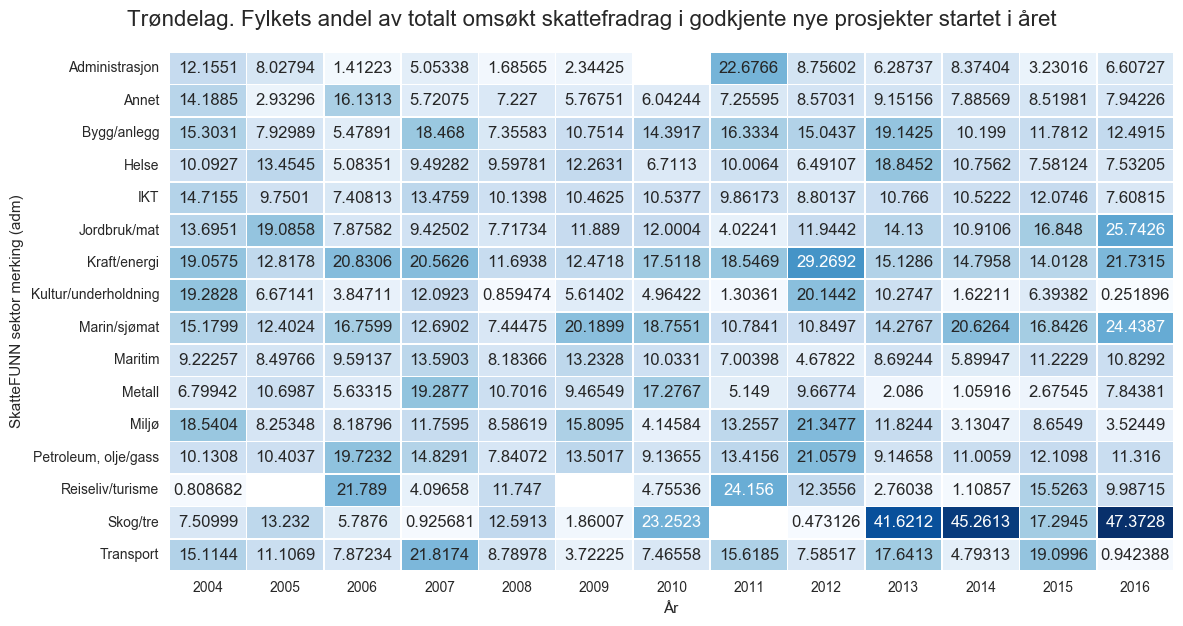 Trøndelag. Fylkets andel av totalt omsøkt skattefradrag i godkjente nye prosjekter startet i året
SkatteFUNN sektor merking (adm)
Administrasjon 12.1551 8.02794 1.41223 5.05338 1.68565 2.34425 22.6766 8.75602 6.28737 8.37404 3.23016 6.60727
Annet 14.1885 2.93296 16.1313 5.72075 7.227 5.76751 6.04244 7.25595 8.57031 9.15156 7.88569 8.51981 7.94226
Bygg/anlegg 15.3031 7.92989 5.47891 18.468 7.35583 10.7514 14.3917 16.3334 15.0437 19.1425 10.199 11.7812 12.4915
Helse 10.0927 13.4545 5.08351 9.49282 9.59781 12.2631 6.7113 10.0064 6.49107 18.8452 10.7562 7.58124 7.53205
IKT 14.7155 9.7501 7.40813 13.4759 10.1398 10.4625 10.5377 9.86173 8.80137 10.766 10.5222 12.0746 7.60815
Jordbruk/mat 13.6951 19.0858 7.87582 9.42502 7.71734 11.889 12.0004 4.02241 11.9442 14.13 10.9106 16.848 25.7426
Kraft/energi 19.0575 12.8178 20.8306 20.5626 11.6938 12.4718 17.5118 18.5469 29.2692 15.1286 14.7958 14.0128 21.7315
Kultur/underholdning 19.2828 6.67141 3.84711 12.0923 0.859474 5.61402 4.96422 1.30361 20.1442 10.2747 1.62211 6.39382 0.251896
Marin/sjømat 15.1799 12.4024 16.7599 12.6902 7.44475 20.1899 18.7551 10.7841 10.8497 14.2767 20.6264 16.8426 24.4387
Maritim 9.22257 8.49766 9.59137 13.5903 8.18366 13.2328 10.0331 7.00398 4.67822 8.69244 5.89947 11.2229 10.8292
Metall 6.79942 10.6987 5.63315 19.2877 10.7016 9.46549 17.2767 5.149 9.66774 2.086 1.05916 2.67545 7.84381
Miljø 18.5404 8.25348 8.18796 11.7595 8.58619 15.8095 4.14584 13.2557 21.3477 11.8244 3.13047 8.6549 3.52449
Petroleum, olje/gass 10.1308 10.4037 19.7232 14.8291 7.84072 13.5017 9.13655 13.4156 21.0579 9.14658 11.0059 12.1098 11.316
Reiseliv/turisme 0.808682 21.789 4.09658 11.747 4.75536 24.156 12.3556 2.76038 1.10857 15.5263 9.98715
Skog/tre 7.50999 13.232 5.7876 0.925681 12.5913 1.86007 23.2523 0.473126 41.6212 45.2613 17.2945 47.3728
Transport 15.1144 11.1069 7.87234 21.8174 8.78978 3.72225 7.46558 15.6185 7.58517 17.6413 4.79313 19.0996 0.942388
2004 2005 2006 2007 2008 2009 2010 2011 2012 2013 2014 2015 2016
År